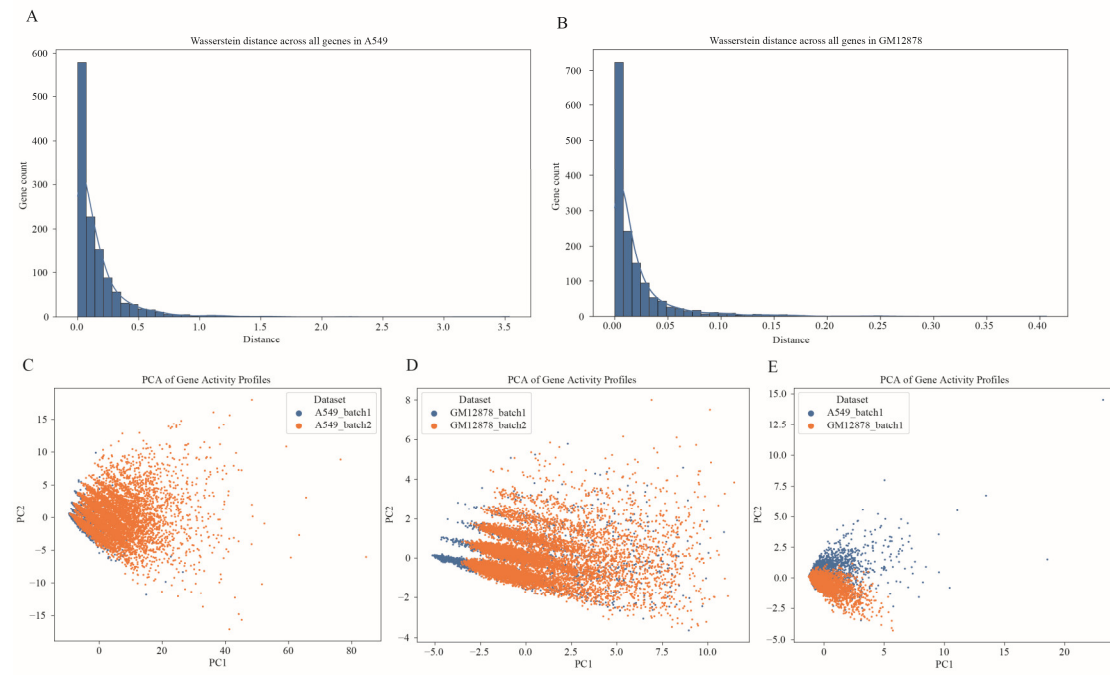 A
B
Wasserstein distance across all gecnes in A549
Wasserstein distance across all genes in GM12878
600
500
400
300
200
100
0
Gene count
0.0 0.5 1.0 1.5 2.0 2.5 3.0 3.5
Distance
700
600
500
400
300
200
100
0
Gene count
0.00 0.05 0.10 0.15 0.20 0.25 0.30 0.35 0.40
Distance
C
D
E
PCA of Gene Activity Profiles
Dataset
A549_batch1
A549_batch2
15
10
5
0
−5
−10
−15
PC2
0 20 40 60 80
PC1
PCA of Gene Activity Profiles
Dataset
GM12878_batch1
GM12878_batch2
8
6
4
2
0
−2
−4
PC2
−5.0 −2.5 0.0 2.5 5.0 7.5 10.0
PC1
PCA of Gene Activity Profiles
Dataset
A549_batch1
GM12878_batch1
15.0
12.5
10.0
7.5
5.0
2.5
0.0
−2.5
−5.0
PC2
0 5 10 15 20
PC1